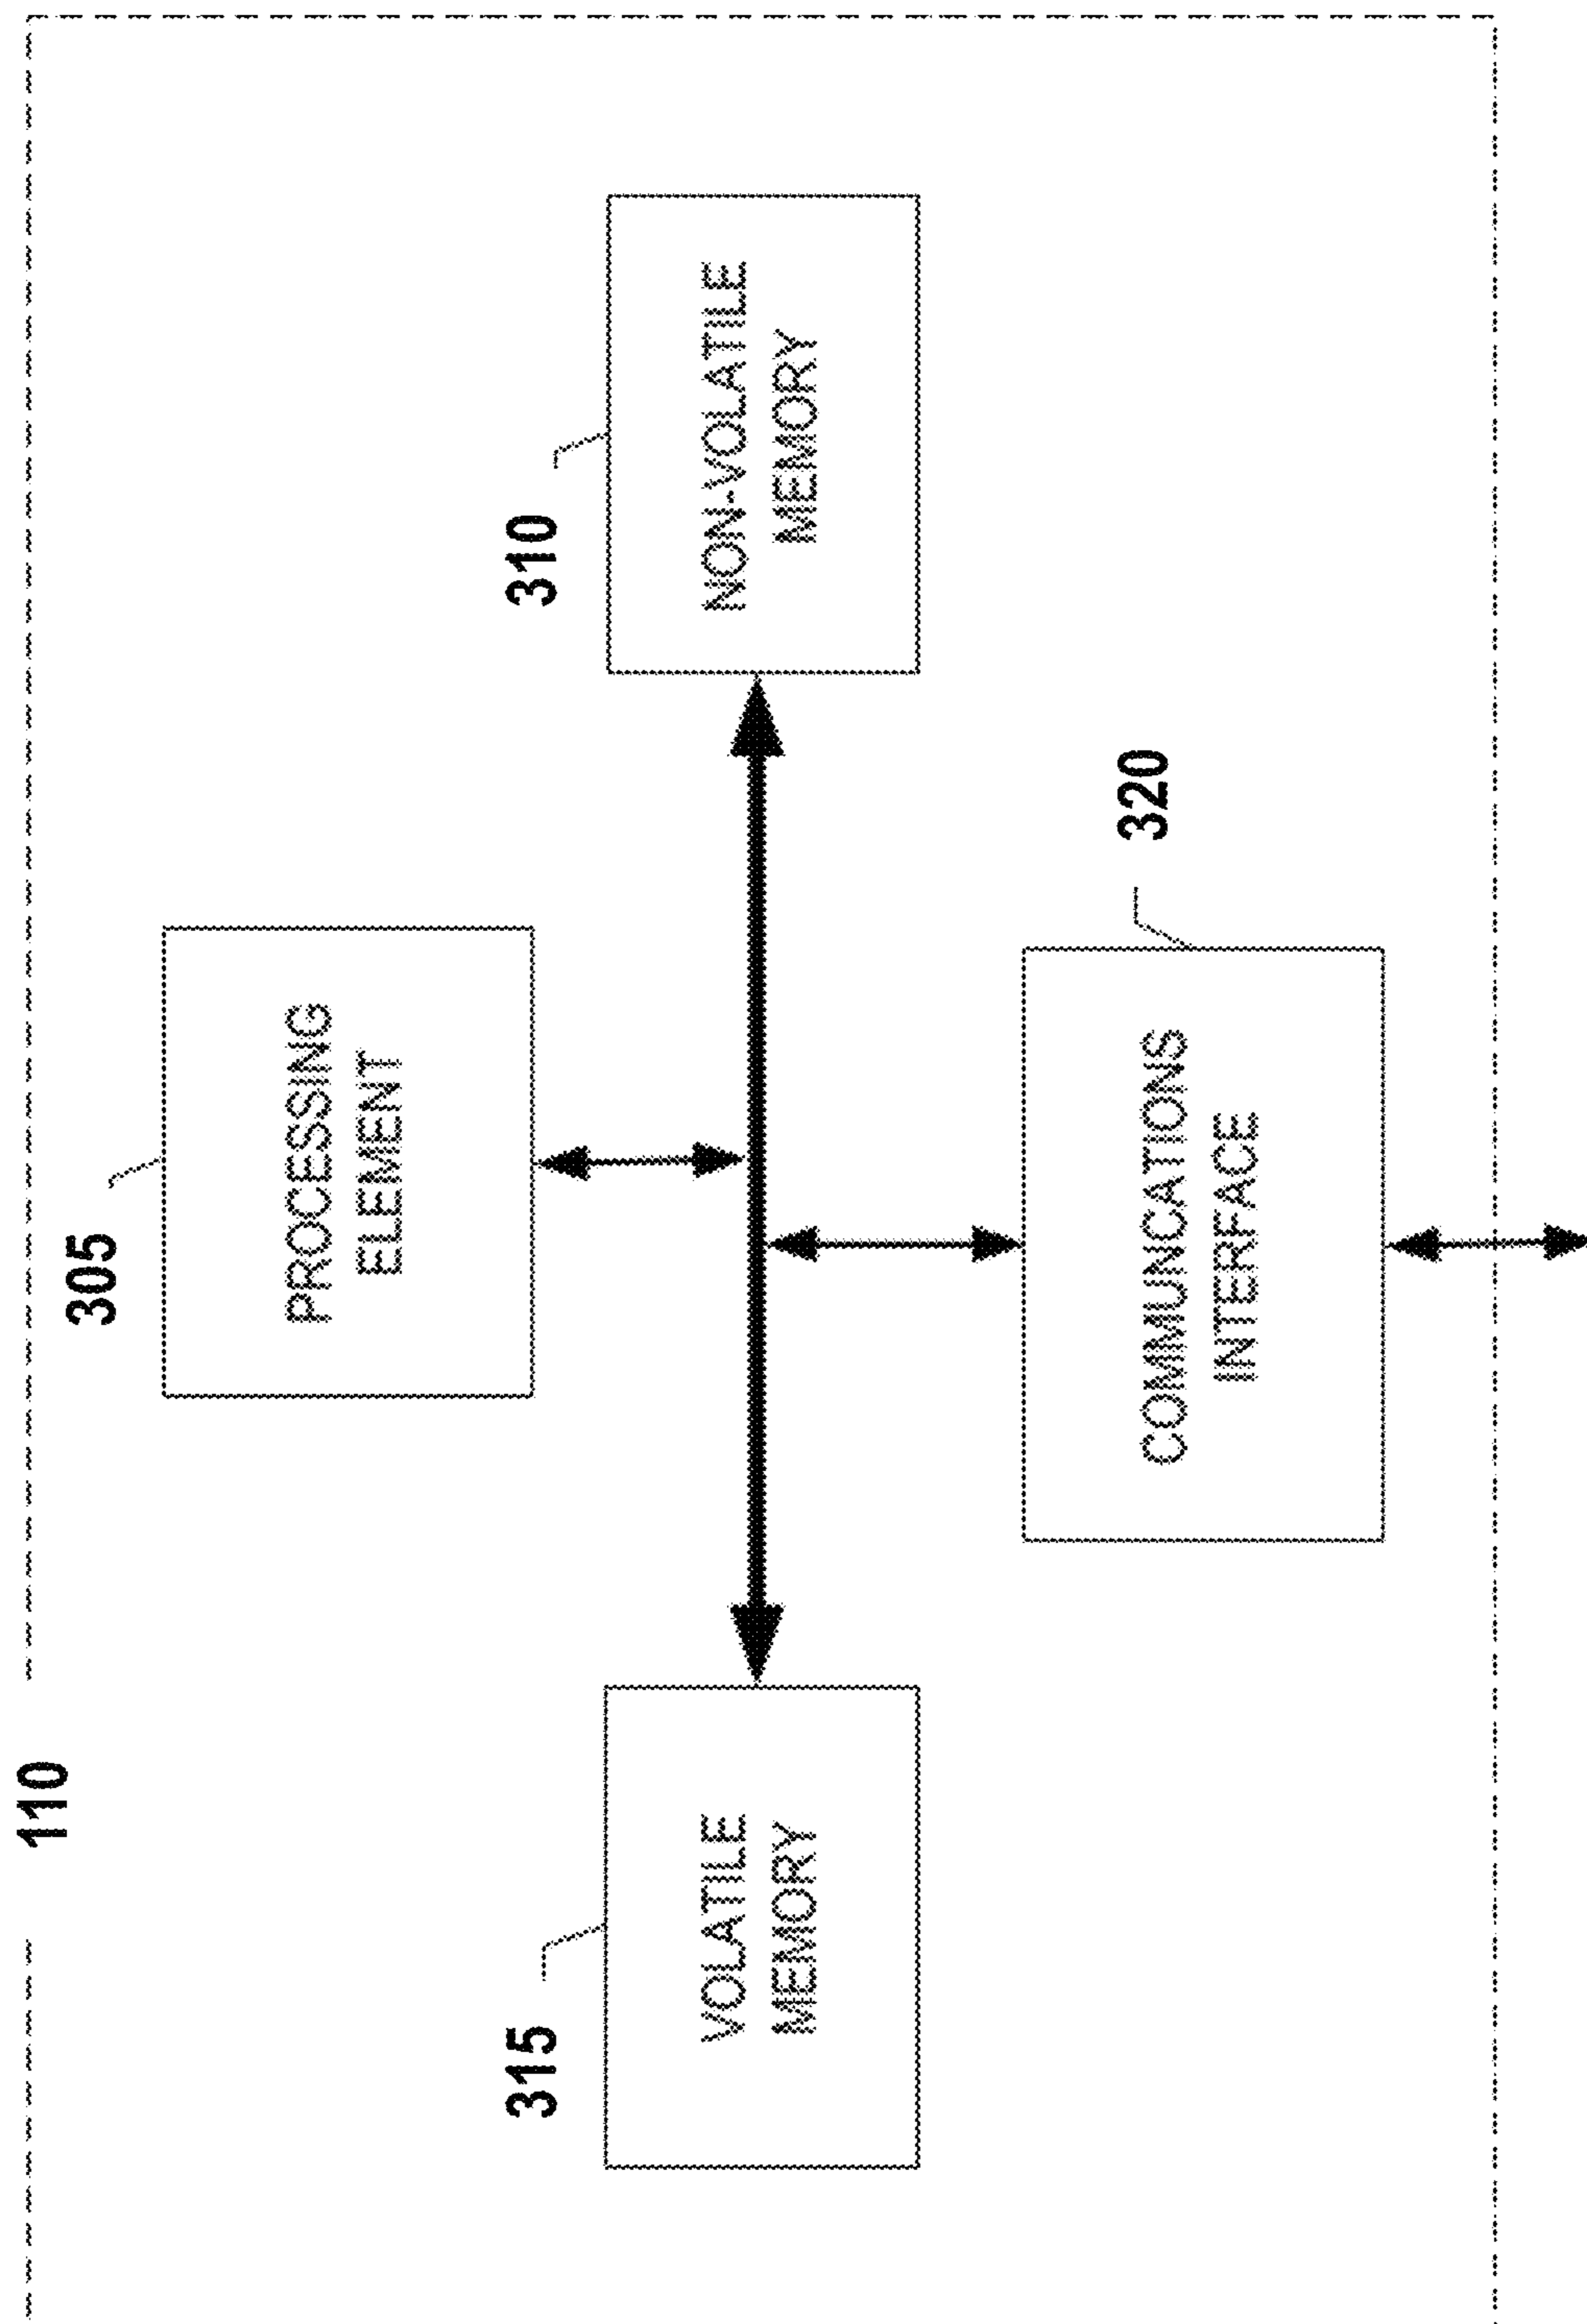 110
305
PROCESSING
ELEMENT
315
VOLATILE
MEMORY
310
NON-VOLATILE
MEMORY
320
COMMUNCATIONS
INTERFACE